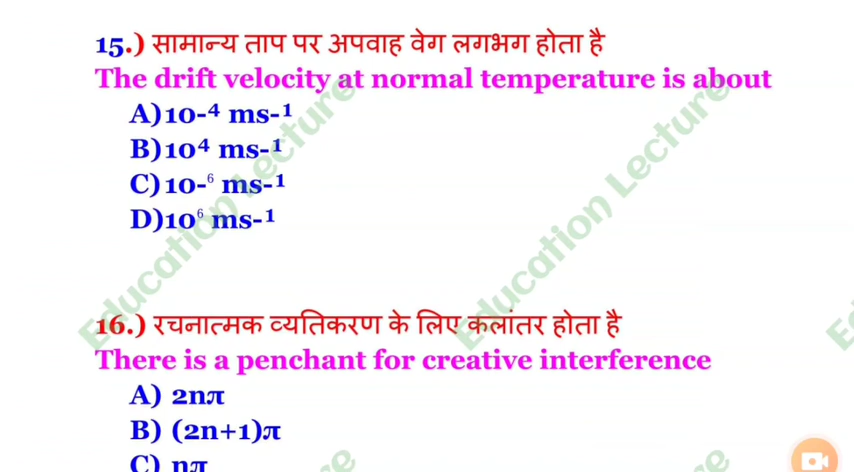 15.) सामान्य ताप पर अपवाह वेग लगभग होता है
The drift velocity at normal temperature is about
A)10-⁴ ms-¹
B)10⁴ ms-¹
C)10-⁶ ms-¹
D)10⁶ ms-¹
16.) रचनात्मक व्यतिकरण के लिए कलांतर होता है
There is a penchant for creative interference
A) 2nπ
B) (2n+1)π
C) nπ
Education Lecture
Education Lecture